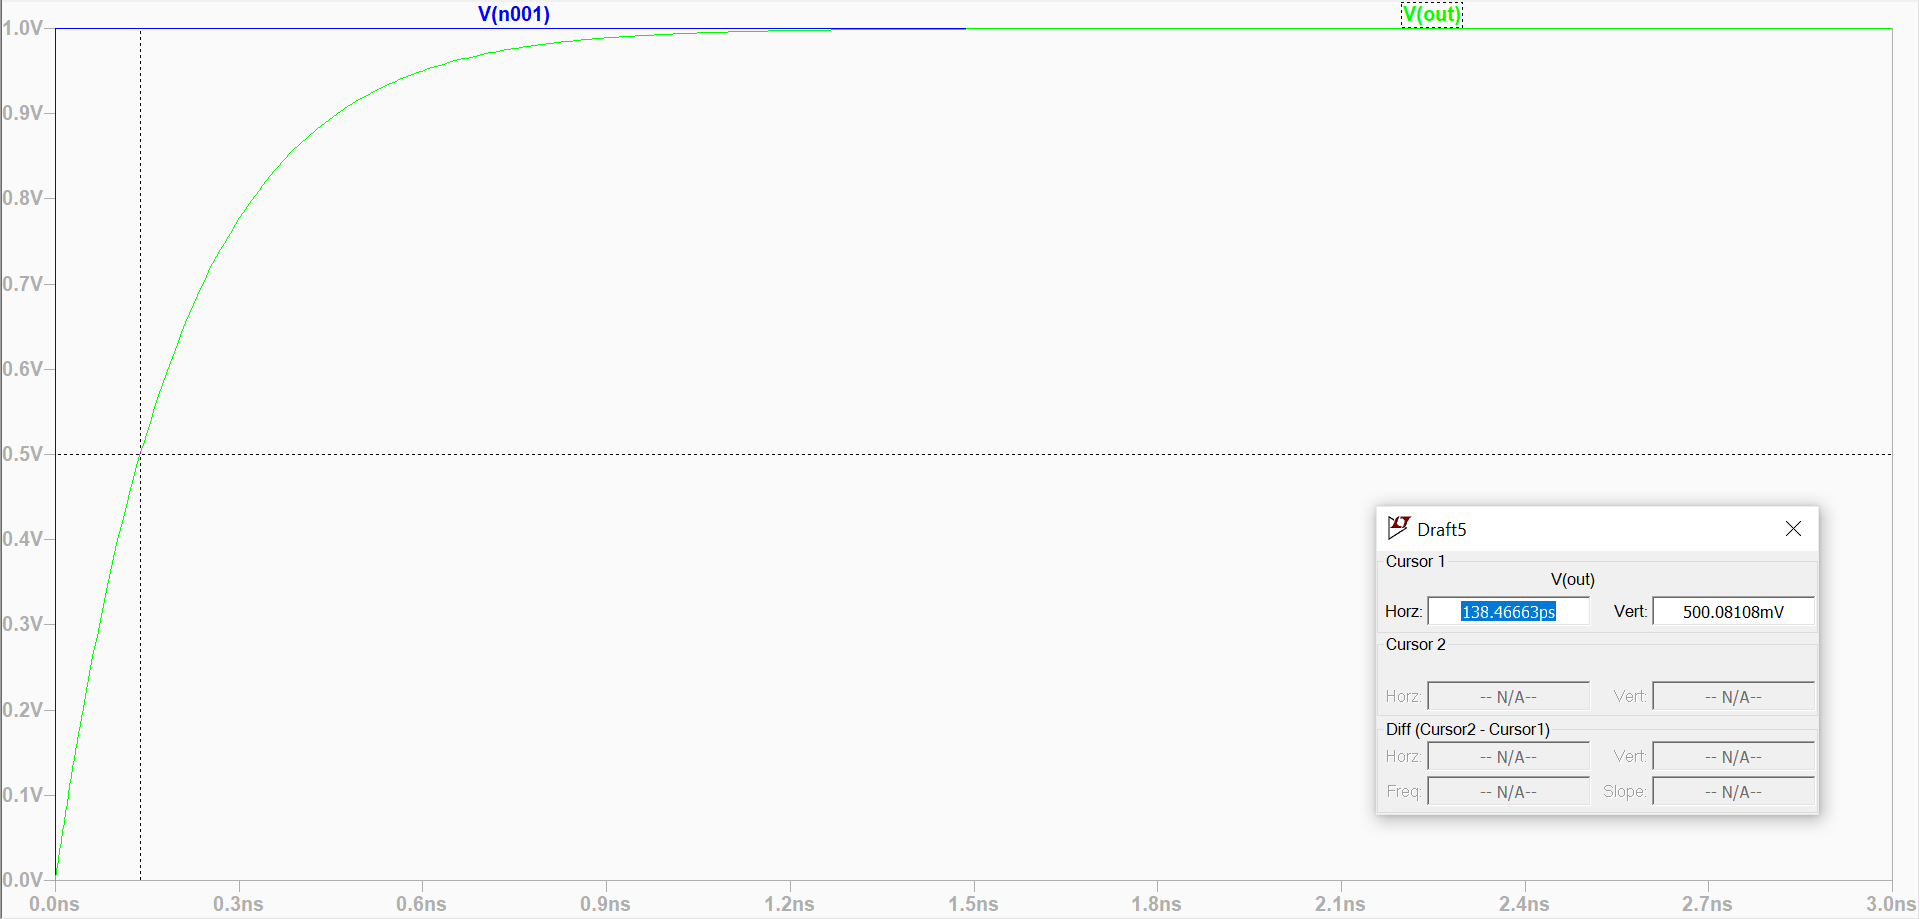 V(n001) V(out)
1.0V
0.9V
0.8V
0.7V
0.6V
0.5V
0.4V
0.3V
0.2V
0.1V
0.0V
0.0ns 0.3ns 0.6ns 0.9ns 1.2ns 1.5ns 1.8ns 2.1ns 2.4ns 2.7ns 3.0ns
Draft5
Cursor 1
V(out)
Horz: 138.46663ps Vert: 500.08108mV
Cursor 2
Horz: -- N/A-- Vert: -- N/A--
Diff (Cursor2 - Cursor1)
Horz: -- N/A-- Vert: -- N/A--
Freq: -- N/A-- Slope: -- N/A--